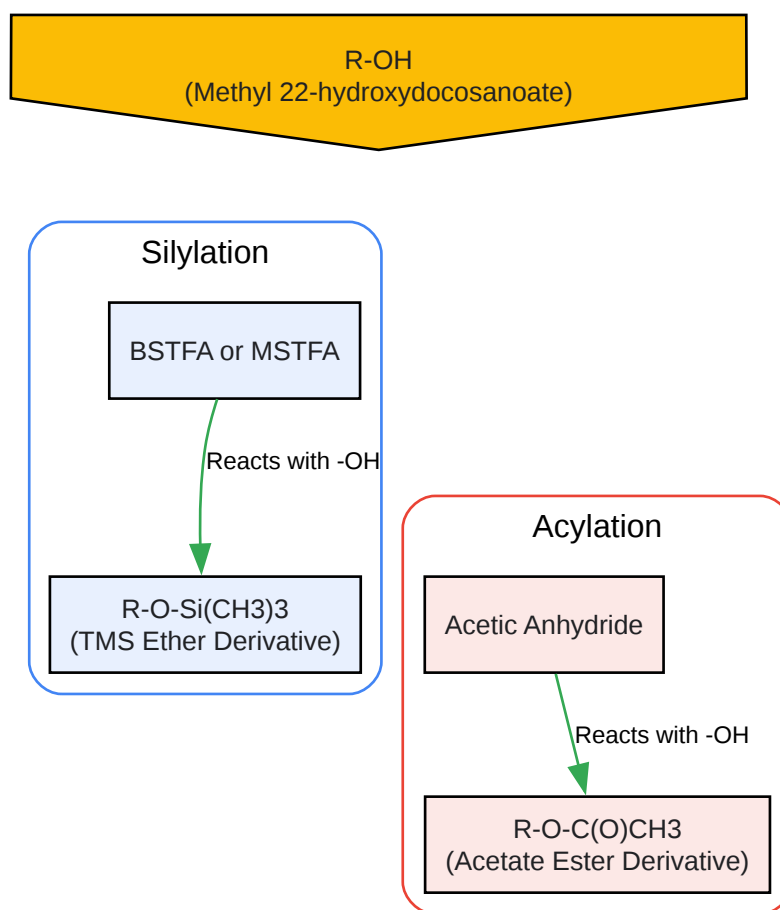 R-OH
(Methyl 22-hydroxydocosanoate)
Silylation
BSTFA or MSTFA
Reacts with -OH
R-O-Si(CH3)3
(TMS Ether Derivative)
Acylation
Acetic Anhydride
Reacts with -OH
R-O-C(O)CH3
(Acetate Ester Derivative)